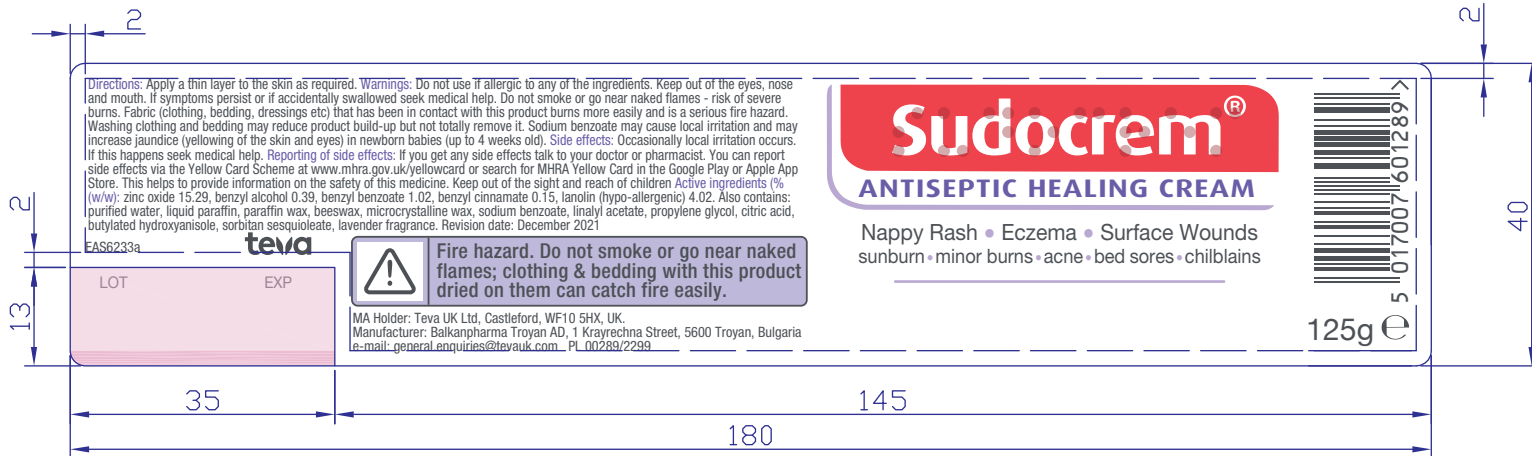 2
2
Directions: Apply a thin layer to the skin as required. Warnings: Do not use if allergic to any of the ingredients. Keep out of the eyes, nose
and mouth. If symptoms persist or if accidentally swallowed seek medical help. Do not smoke or go near naked flames - risk of severe
burns. Fabric (clothing, bedding, dressings etc) that has been in contact with this product burns more easily and is a serious fire hazard.
Washing clothing and bedding may reduce product build-up but not totally remove it. Sodium benzoate may cause local irritation and may
increase jaundice (yellowing of the skin and eyes) in newborn babies (up to 4 weeks old). Side effects: Occasionally local irritation occurs.
If this happens seek medical help. Reporting of side effects: If you get any side effects talk to your doctor or pharmacist. You can report
side effects via the Yellow Card Scheme at www.mhra.gov.uk/yellowcard or search for MHRA Yellow Card in the Google Play or Apple App
Store. This helps to provide information on the safety of this medicine. Keep out of the sight and reach of children Active ingredients (%
(w/w): zinc oxide 15.29, benzyl alcohol 0.39, benzyl benzoate 1.02, benzyl cinnamate 0.15, lanolin (hypo-allergenic) 4.02. Also contains:
purified water, liquid paraffin, paraffin wax, beeswax, microcrystalline wax, sodium benzoate, linalyl acetate, propylene glycol, citric acid,
butylated hydroxyanisole, sorbitan sesquioleate, lavender fragrance. Revision date: December 2021
EAS6233a
teva
2
13
LOT EXP
Fire hazard. Do not smoke or go near naked
flames; clothing & bedding with this product
dried on them can catch fire easily.
MA Holder: Teva UK Ltd, Castleford, WF10 5HX, UK.
Manufacturer: Balkanpharma Troyan AD, 1 Krayrechna Street, 5600 Troyan, Bulgaria
e-mail: general.enquiries@tevauk.com PL 00289/2299
Sudocrem®
ANTISEPTIC HEALING CREAM
Nappy Rash • Eczema • Surface Wounds
sunburn • minor burns • acne • bed sores • chilblains
5 017007 601289 >
125g ℮
40
35
145
180